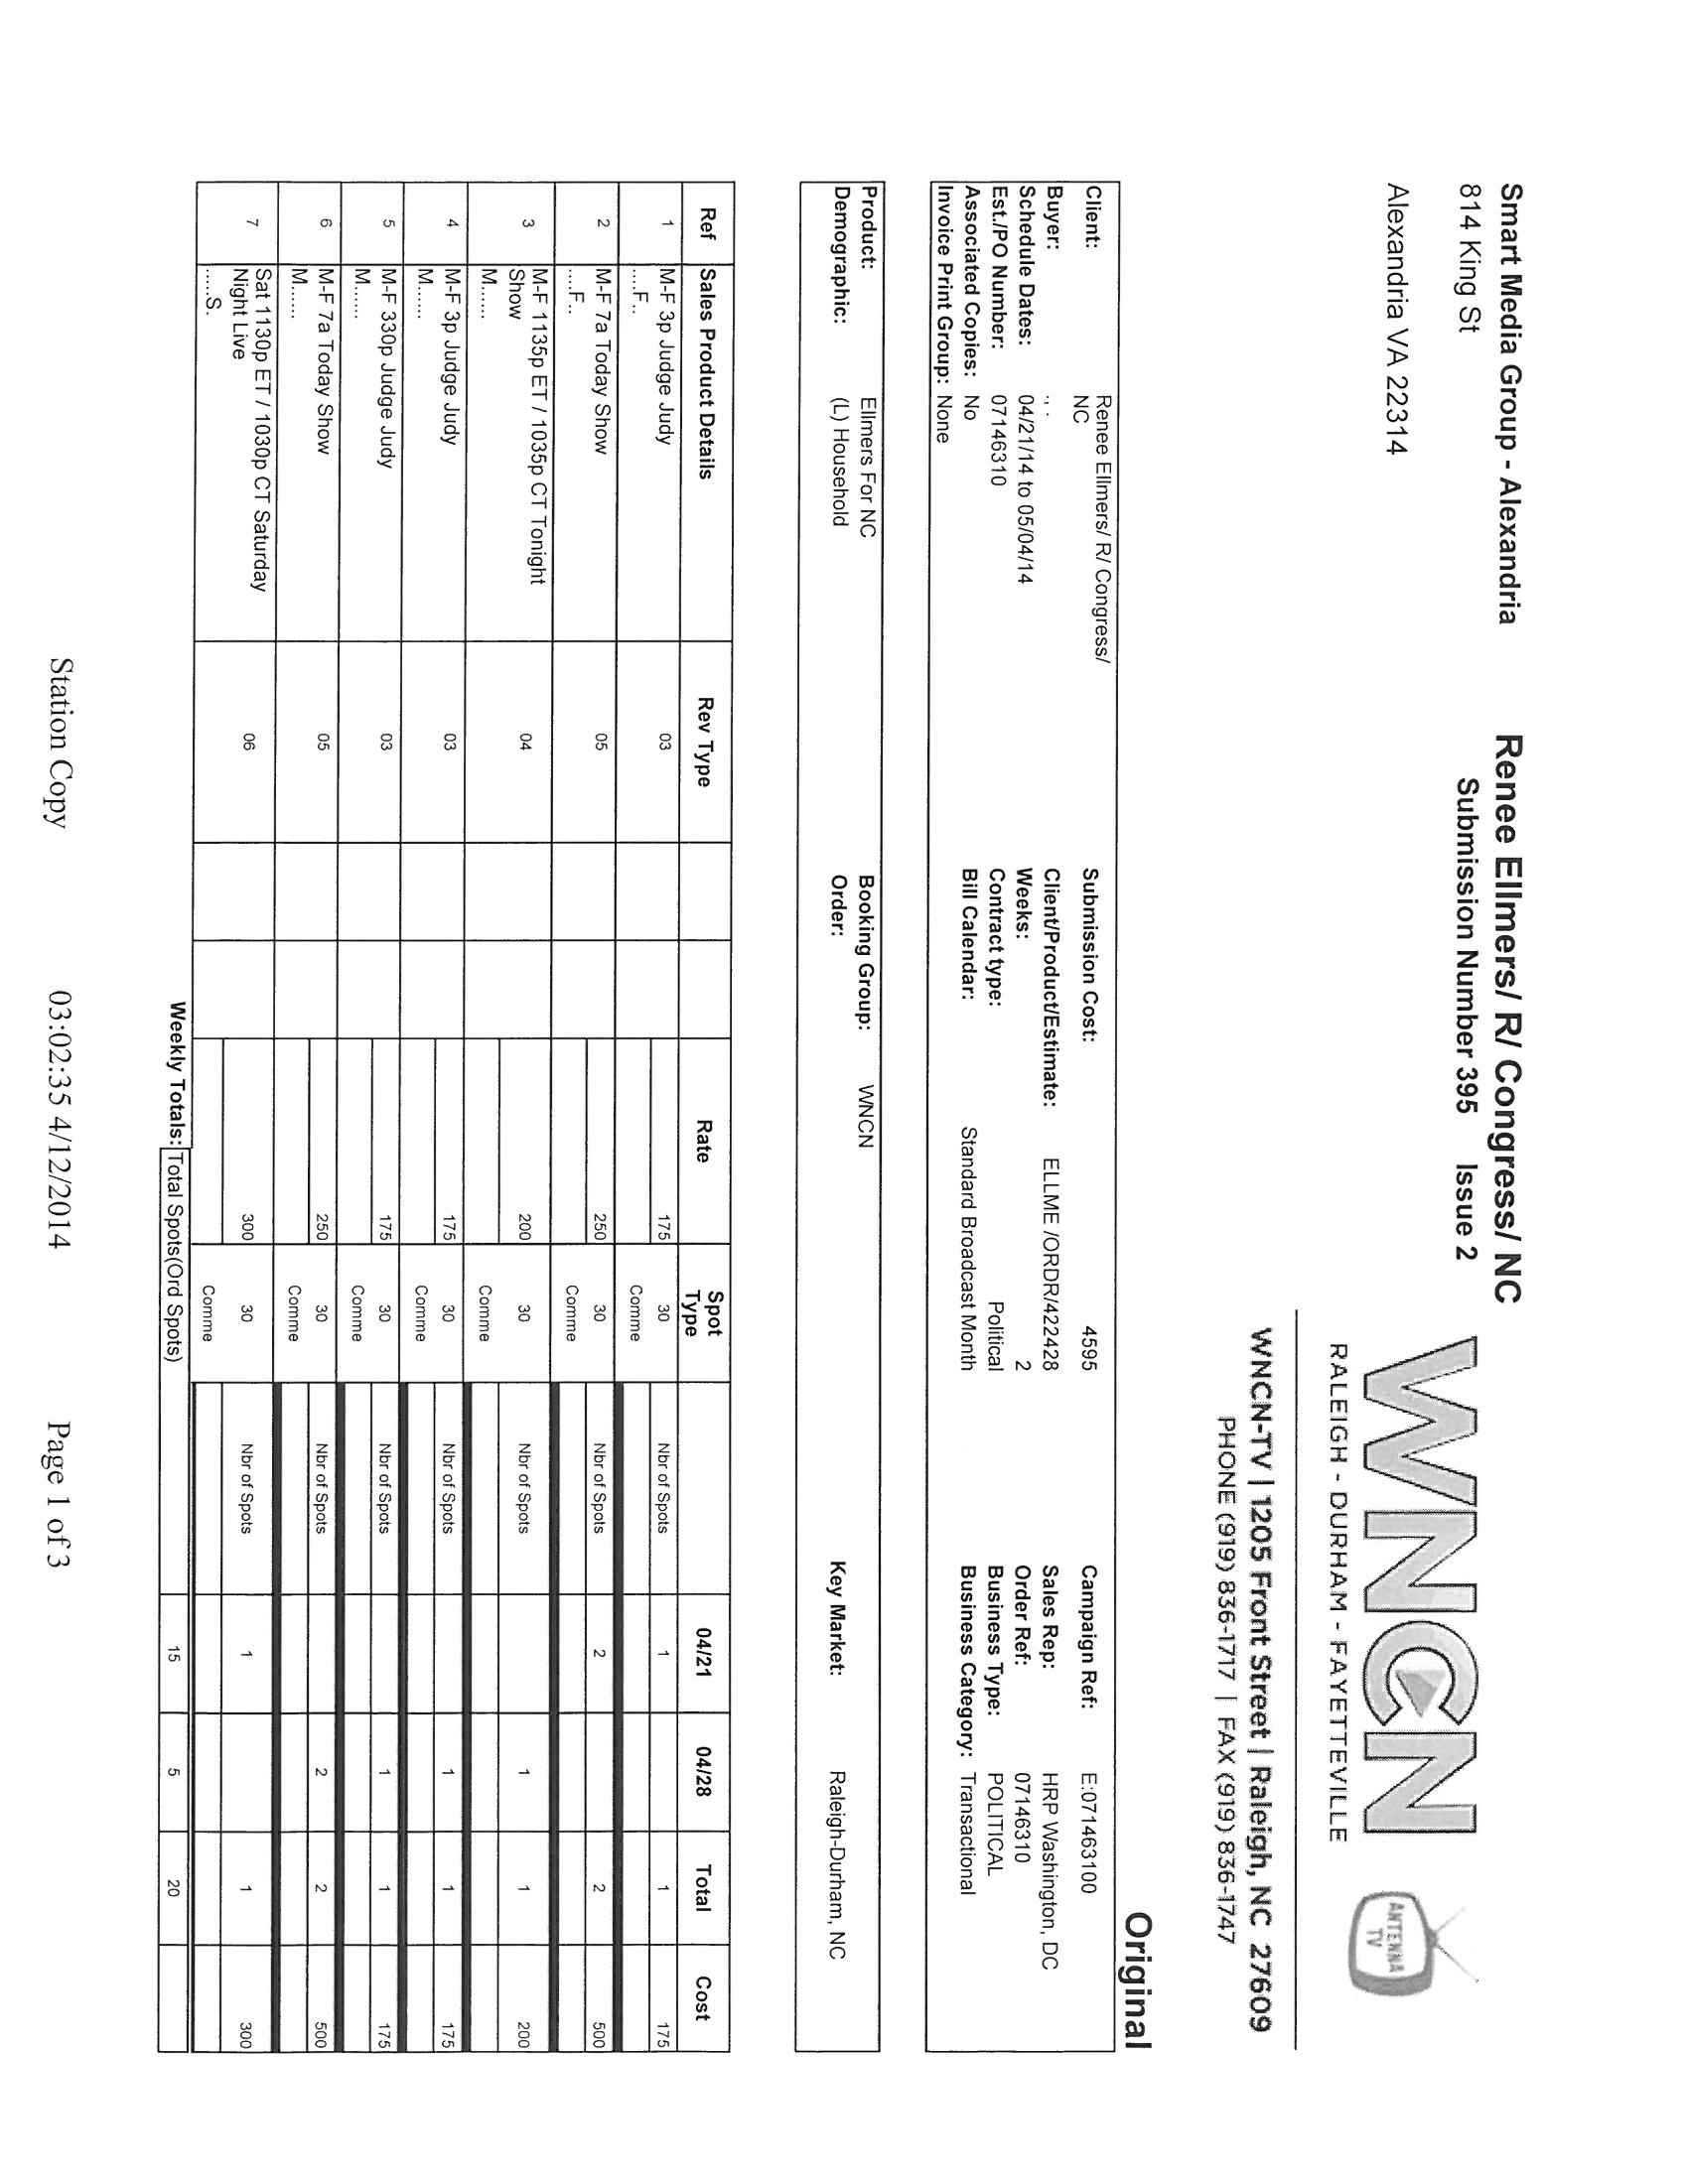 Smart Media Group - Alexandria
814 King St
Alexandria VA 22314
Renee Ellmers/ R/ Congress/ NC
Submission Number 395 Issue 2
WNCN
RALEIGH - DURHAM - FAYETTEVILLE
ANTENNA
TV
WNCN-TV | 1205 Front Street | Raleigh, NC 27609
PHONE (919) 836-1717 | FAX (919) 836-1747
Original
Client: Renee Ellmers/ R/ Congress/ Submission Cost: 4595 Campaign Ref: E:071463100
NC
Buyer: ., . Client/Product/Estimate: ELLME /ORDR/422428 Sales Rep: HRP Washington, DC
Schedule Dates: 04/21/14 to 05/04/14 Weeks: 2 Order Ref: 07146310
Est./PO Number: 07146310 Contract type: Political Business Type: POLITICAL
Associated Copies: No Bill Calendar: Standard Broadcast Month Business Category: Transactional
Invoice Print Group: None
Product: Ellmers For NC Booking Group: WNCN
Demographic: (L) Household Order: Key Market: Raleigh-Durham, NC
Ref Sales Product Details Rev Type Rate Spot Type 04/21 04/28 Total Cost
1 M-F 3p Judge Judy 03 175 30 Nbr of Spots 1 1 175
....F.. Comme
2 M-F 7a Today Show 05 250 30 Nbr of Spots 2 2 500
....F.. Comme
3 M-F 1135p ET / 1035p CT Tonight 04 200 30 Nbr of Spots 1 1 200
Show
M...... Comme
4 M-F 3p Judge Judy 03 175 30 Nbr of Spots 1 1 175
M...... Comme
5 M-F 330p Judge Judy 03 175 30 Nbr of Spots 1 1 175
M...... Comme
6 M-F 7a Today Show 05 250 30 Nbr of Spots 2 2 500
M...... Comme
7 Sat 1130p ET / 1030p CT Saturday 06 300 30 Nbr of Spots 1 1 300
Night Live
.....S. Comme
Weekly Totals: Total Spots(Ord Spots) 15 5 20
Station Copy 03:02:35 4/12/2014 Page 1 of 3